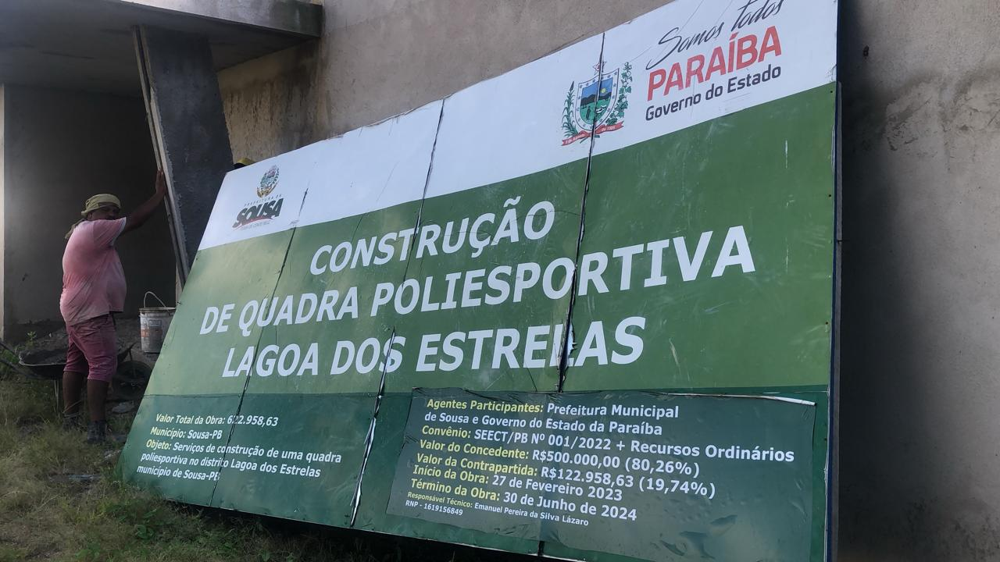 Somos todos
PARAÍBA
Governo do Estado
PREFEITURA DE
SOUSA
CONSTRUÇÃO
DE QUADRA POLIESPORTIVA
LAGOA DOS ESTRELAS
Valor Total da Obra: 622.958,63
Município: Sousa-PB
Objeto: Serviços de construção de uma quadra
poliesportiva no distrito Lagoa dos Estrelas
município de Sousa-PB
Agentes Participantes: Prefeitura Municipal
de Sousa e Governo do Estado da Paraíba
Convênio: SEECT/PB Nº 001/2022 + Recursos Ordinários
Valor do Concedente: R$500.000,00 (80,26%)
Valor da Contrapartida: R$122.958,63 (19,74%)
Início da Obra: 27 de Fevereiro 2023
Término da Obra: 30 de Junho de 2024
Responsável Técnico: Emanuel Pereira da Silva Lázaro
RNP - 1619156849